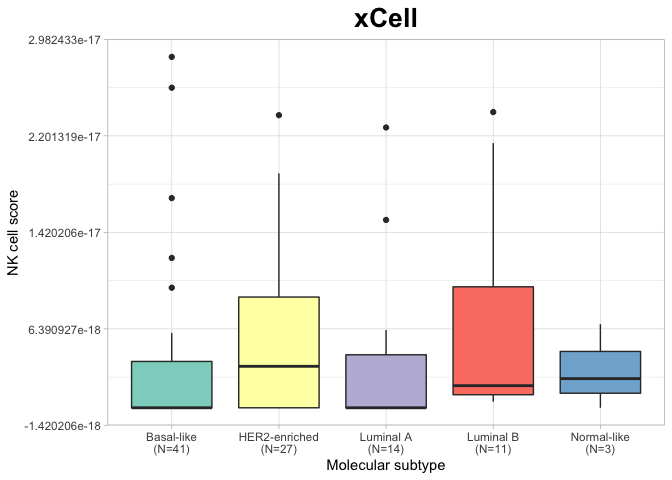 xCell
NK cell score
2.982433e-17
2.201319e-17
1.420206e-17
6.390927e-18
-1.420206e-18
Basal-like
(N=41)
HER2-enriched
(N=27)
Luminal A
(N=14)
Luminal B
(N=11)
Normal-like
(N=3)
Molecular subtype